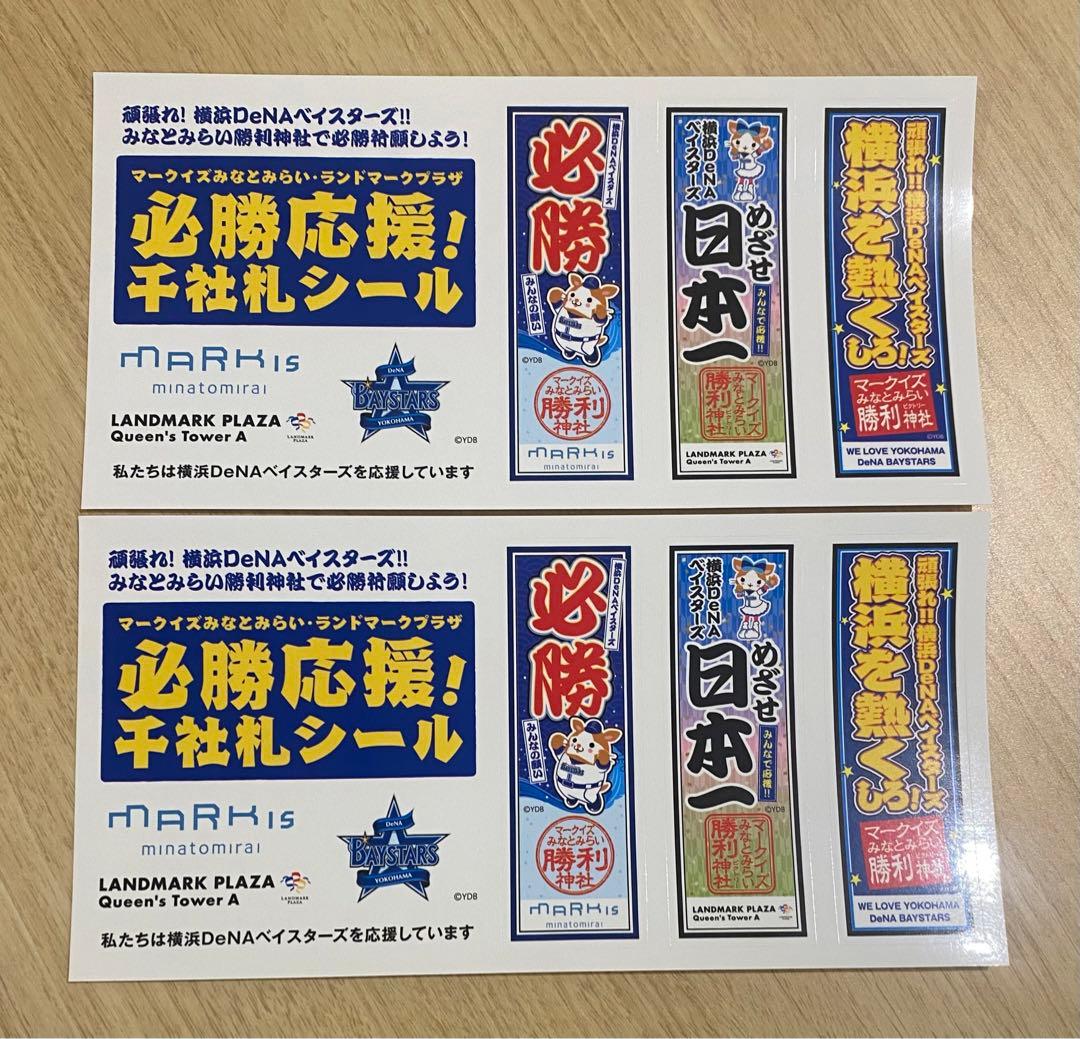 頑張れ! 横浜DeNAベイスターズ!!
みなとみらい勝利神社で必勝祈願しよう!
マークイズみなとみらい・ランドマークプラザ
必勝応援!
千社札シール
MARK IS
minatomirai
LANDMARK PLAZA
Queen's Tower A
LANDMARK
PLAZA
DeNA
BAYSTARS
YOKOHAMA
©YDB
私たちは横浜DeNAベイスターズを応援しています
横浜DeNAベイスターズ
必勝
みんなの願い
©YDB
マークイズ
みなとみらい
勝利
神社
MARK IS
minatomirai
横浜DeNA
ベイスターズ
めざせ
日本一
みんなで応援!!
©YDB
マークイズ
みなとみらい
勝利神社
LANDMARK PLAZA
Queen's Tower A
頑張れ!!横浜DeNAベイスターズ
横浜を熱くしろ!
マークイズ
みなとみらい
ビクトリー
勝利神社
©YDB
WE LOVE YOKOHAMA
DeNA BAYSTARS
頑張れ! 横浜DeNAベイスターズ!!
みなとみらい勝利神社で必勝祈願しよう!
マークイズみなとみらい・ランドマークプラザ
必勝応援!
千社札シール
MARK IS
minatomirai
LANDMARK PLAZA
Queen's Tower A
LANDMARK
PLAZA
DeNA
BAYSTARS
YOKOHAMA
©YDB
私たちは横浜DeNAベイスターズを応援しています
横浜DeNAベイスターズ
必勝
みんなの願い
©YDB
マークイズ
みなとみらい
勝利
神社
MARK IS
minatomirai
横浜DeNA
ベイスターズ
めざせ
日本一
みんなで応援!!
©YDB
マークイズ
みなとみらい
勝利神社
LANDMARK PLAZA
Queen's Tower A
頑張れ!!横浜DeNAベイスターズ
横浜を熱くしろ!
マークイズ
みなとみらい
ビクトリー
勝利神社
WE LOVE YOKOHAMA
DeNA BAYSTARS